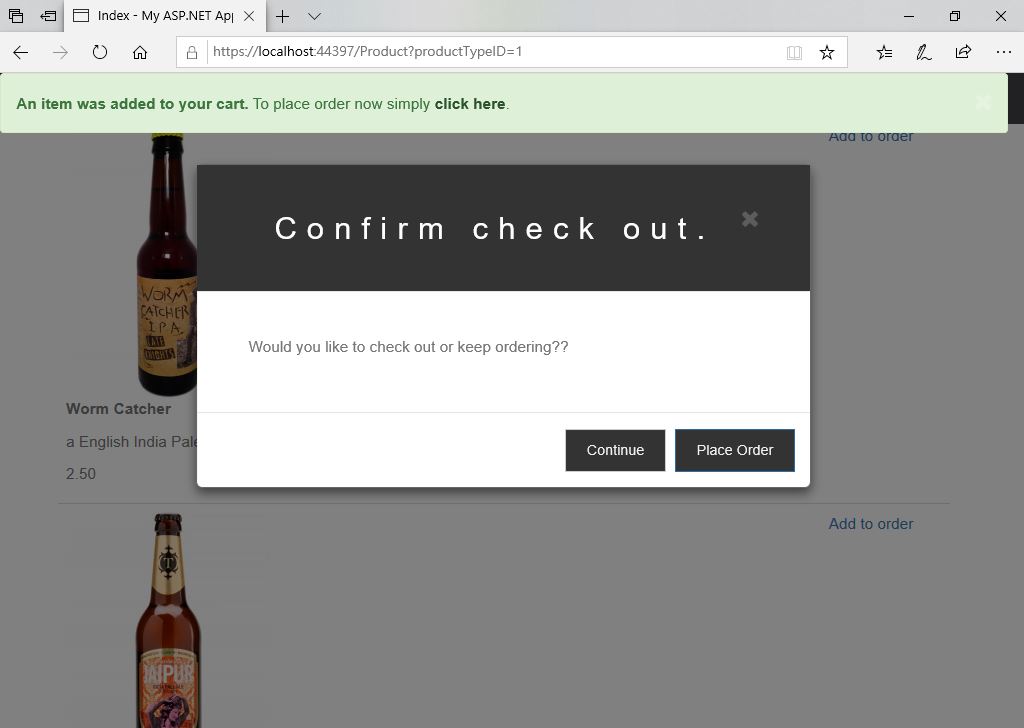 Index - My ASP.NET Ap
https://localhost:44397/Product?productTypeID=1
An item was added to your cart. To place order now simply click here.
Add to order
Confirm check out.
Would you like to check out or keep ordering??
Continue
Place Order
WORM
CATCHER
I.P.A.
LATE
KNIGHTS
Worm Catcher
a English India Pale
2.50
Add to order
T
JAIPUR